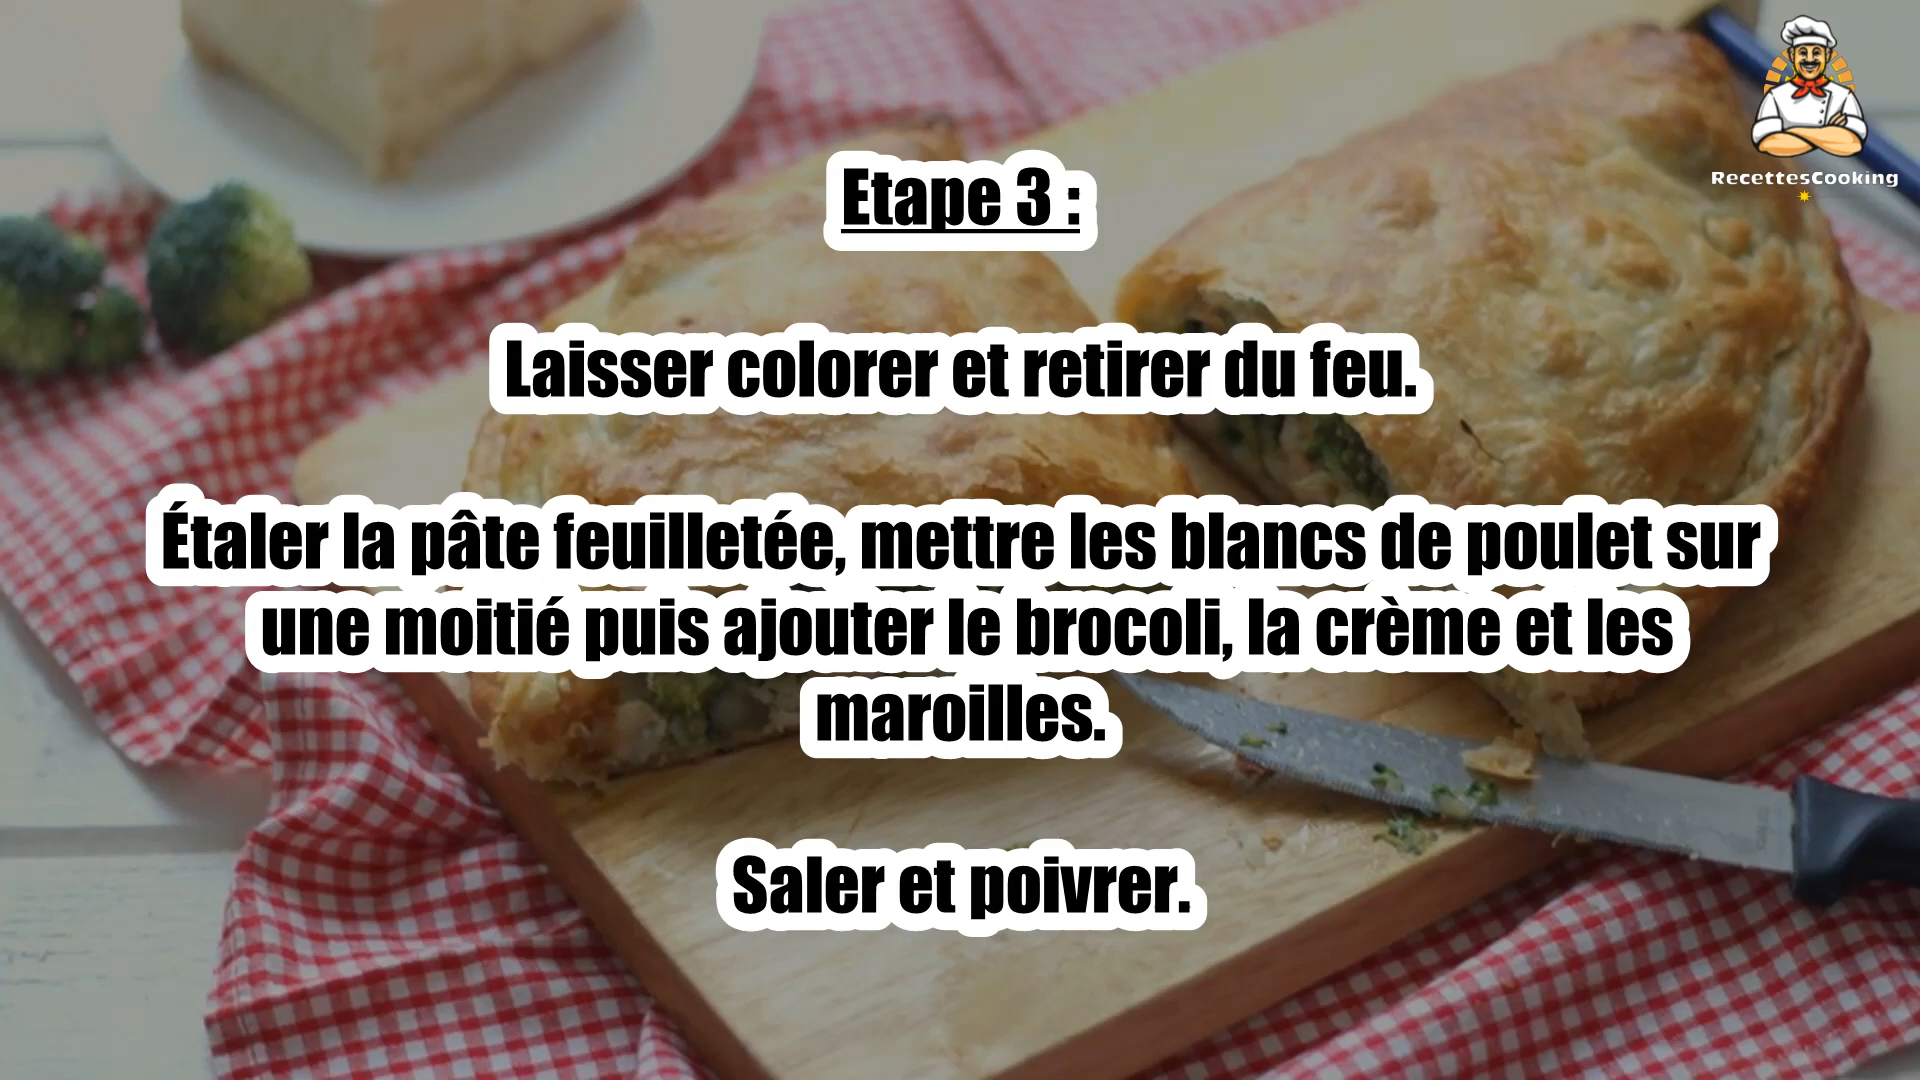 RecettesCooking
Etape 3 :
Laisser colorer et retirer du feu.
Étaler la pâte feuilletée, mettre les blancs de poulet sur
une moitié puis ajouter le brocoli, la crème et les
maroilles.
Saler et poivrer.